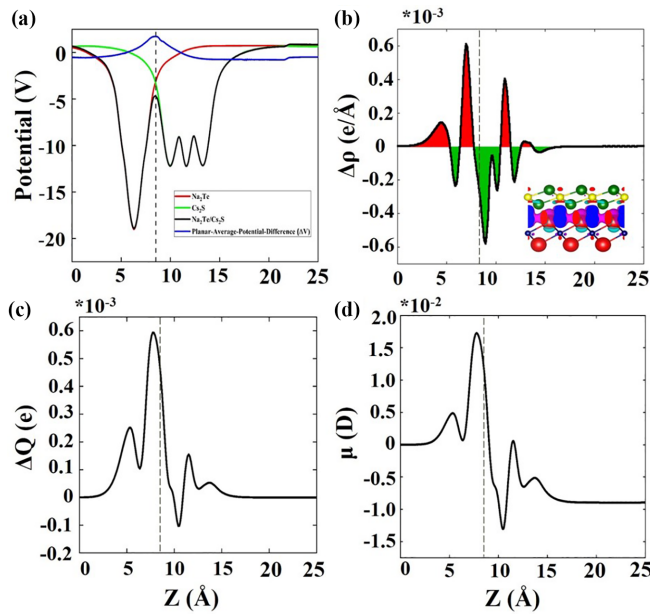 (a)
5
0
-5
-10
-15
-20
Potential (V)
Na₂Te
Cs₂S
Na₂Te/Cs₂S
Planar-Average-Potential-Difference (ΔV)
0 5 10 15 20 25
(b)
*10⁻³
0.6
0.4
0.2
0
-0.2
-0.4
-0.6
Δρ (e/Å)
0 5 10 15 20 25
(c)
*10⁻³
0.6
0.5
0.4
0.3
0.2
0.1
0
-0.1
-0.2
ΔQ (e)
0 5 10 15 20 25
Z (Å)
(d)
*10⁻²
2.0
1.5
1.0
0.5
0
-0.5
-1.0
-1.5
μ (D)
0 5 10 15 20 25
Z (Å)